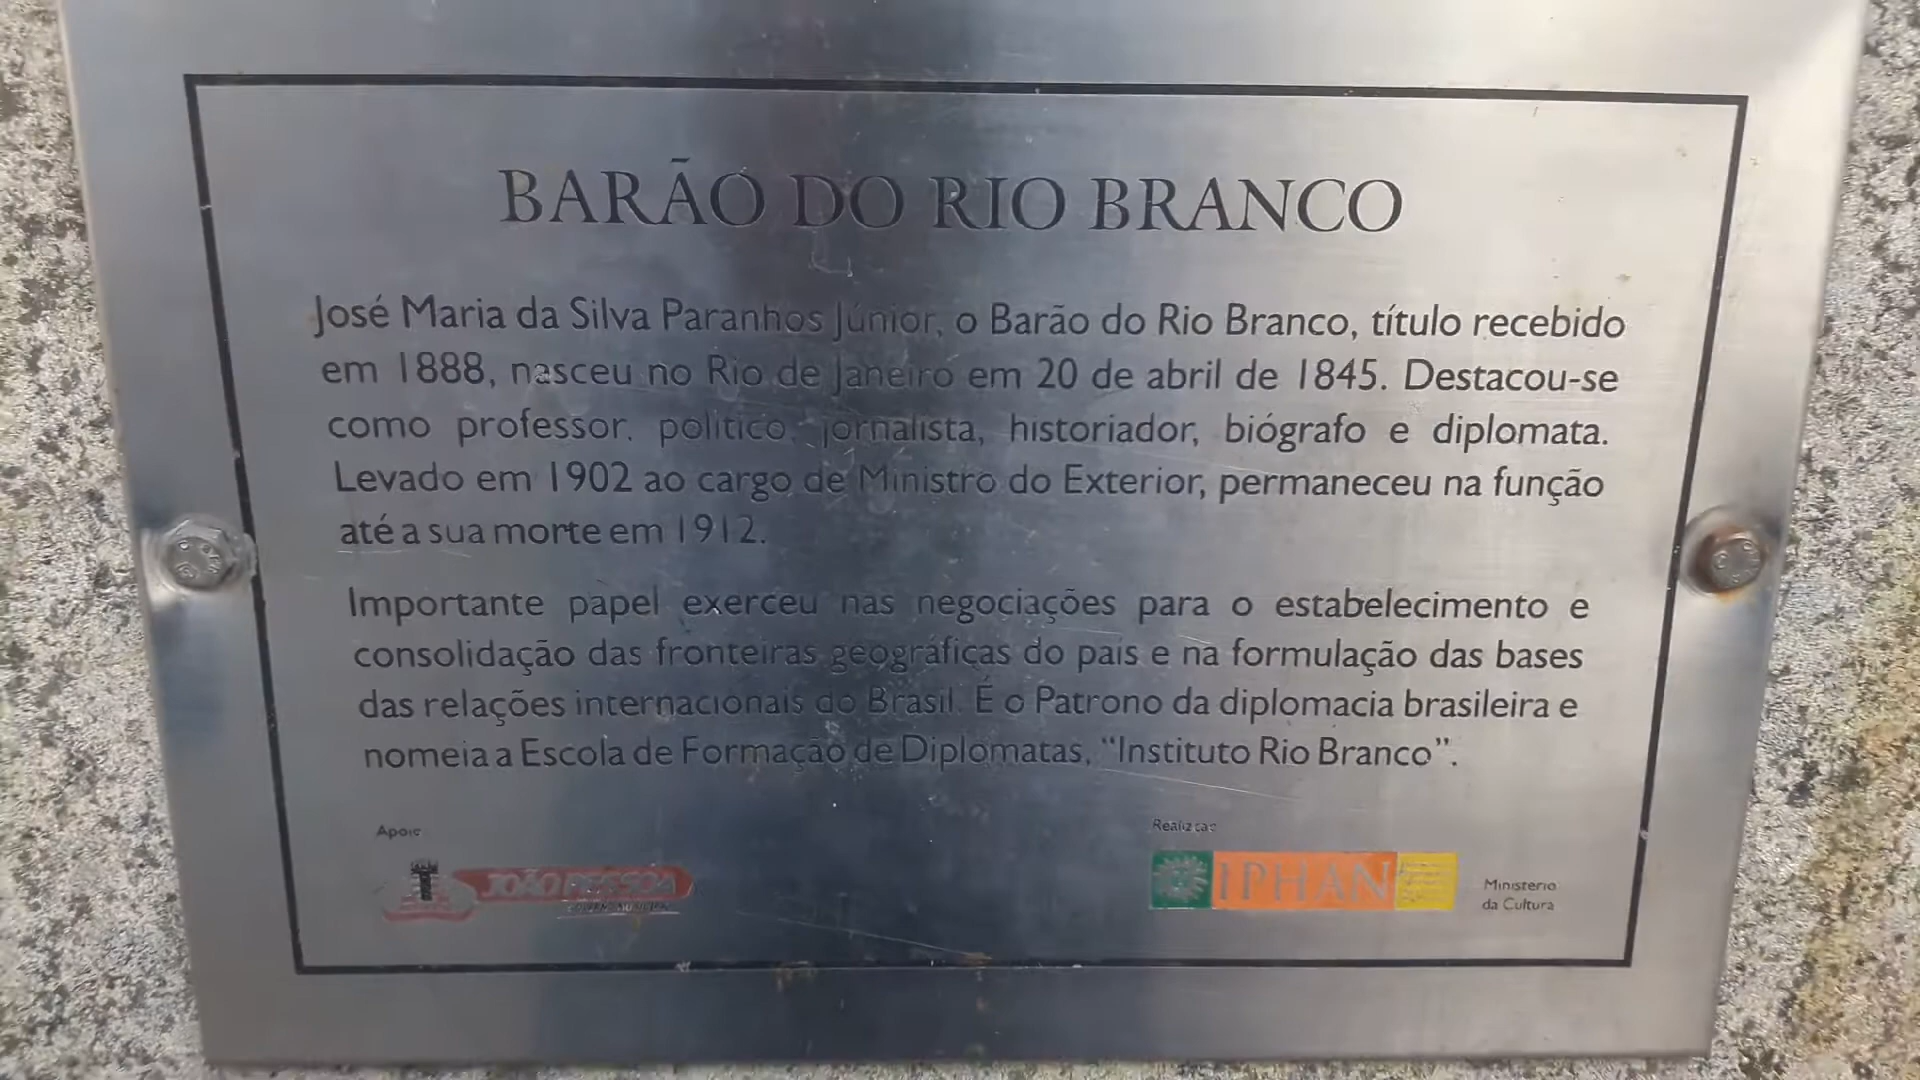 BARÃO DO RIO BRANCO
José Maria da Silva Paranhos Júnior, o Barão do Rio Branco, título recebido
em 1888, nasceu no Rio de Janeiro em 20 de abril de 1845. Destacou-se
como professor, político, jornalista, historiador, biógrafo e diplomata.
Levado em 1902 ao cargo de Ministro do Exterior, permaneceu na função
até a sua morte em 1912.
Importante papel exerceu nas negociações para o estabelecimento e
consolidação das fronteiras geográficas do país e na formulação das bases
das relações internacionais do Brasil. É o Patrono da diplomacia brasileira e
nomeia a Escola de Formação de Diplomatas, “Instituto Rio Branco”.
Apoio
JOÃO PESSOA
Realização
IPHAN
Ministério
da Cultura